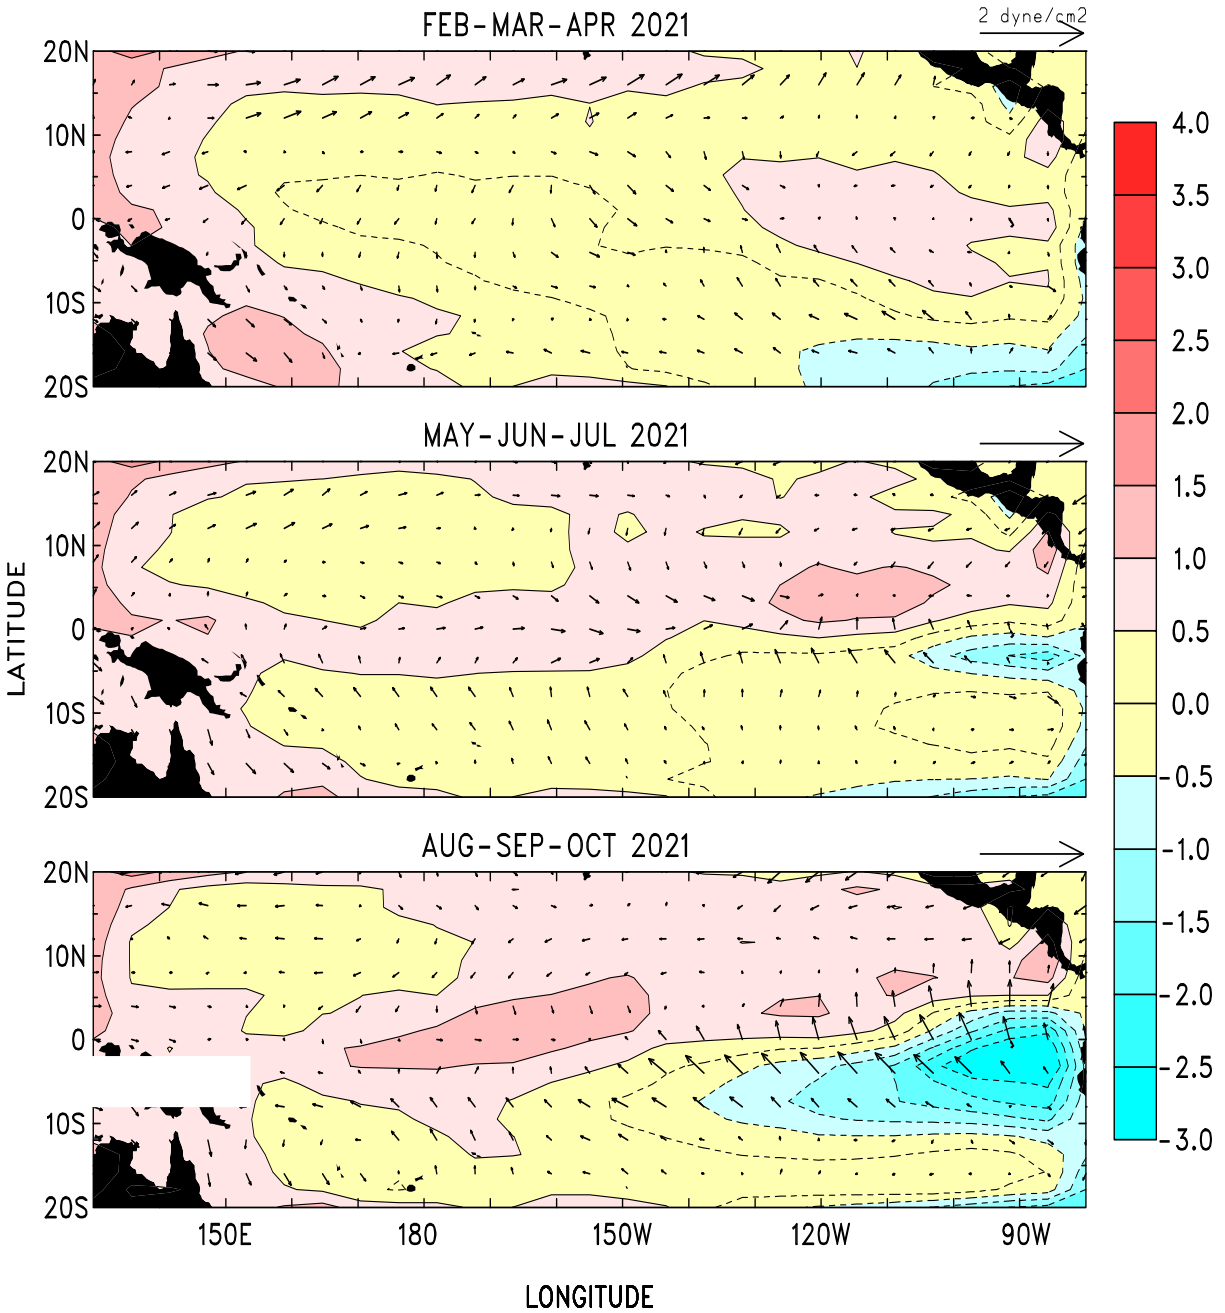 FEB-MAR-APR 2021
2 dyne/cm2
20N
10N
0
10S
20S
MAY-JUN-JUL 2021
20N
10N
0
10S
20S
AUG-SEP-OCT 2021
20N
10N
0
10S
20S
150E 180 150W 120W 90W
LONGITUDE
LATITUDE
4.0
3.5
3.0
2.5
2.0
1.5
1.0
0.5
0.0
-0.5
-1.0
-1.5
-2.0
-2.5
-3.0